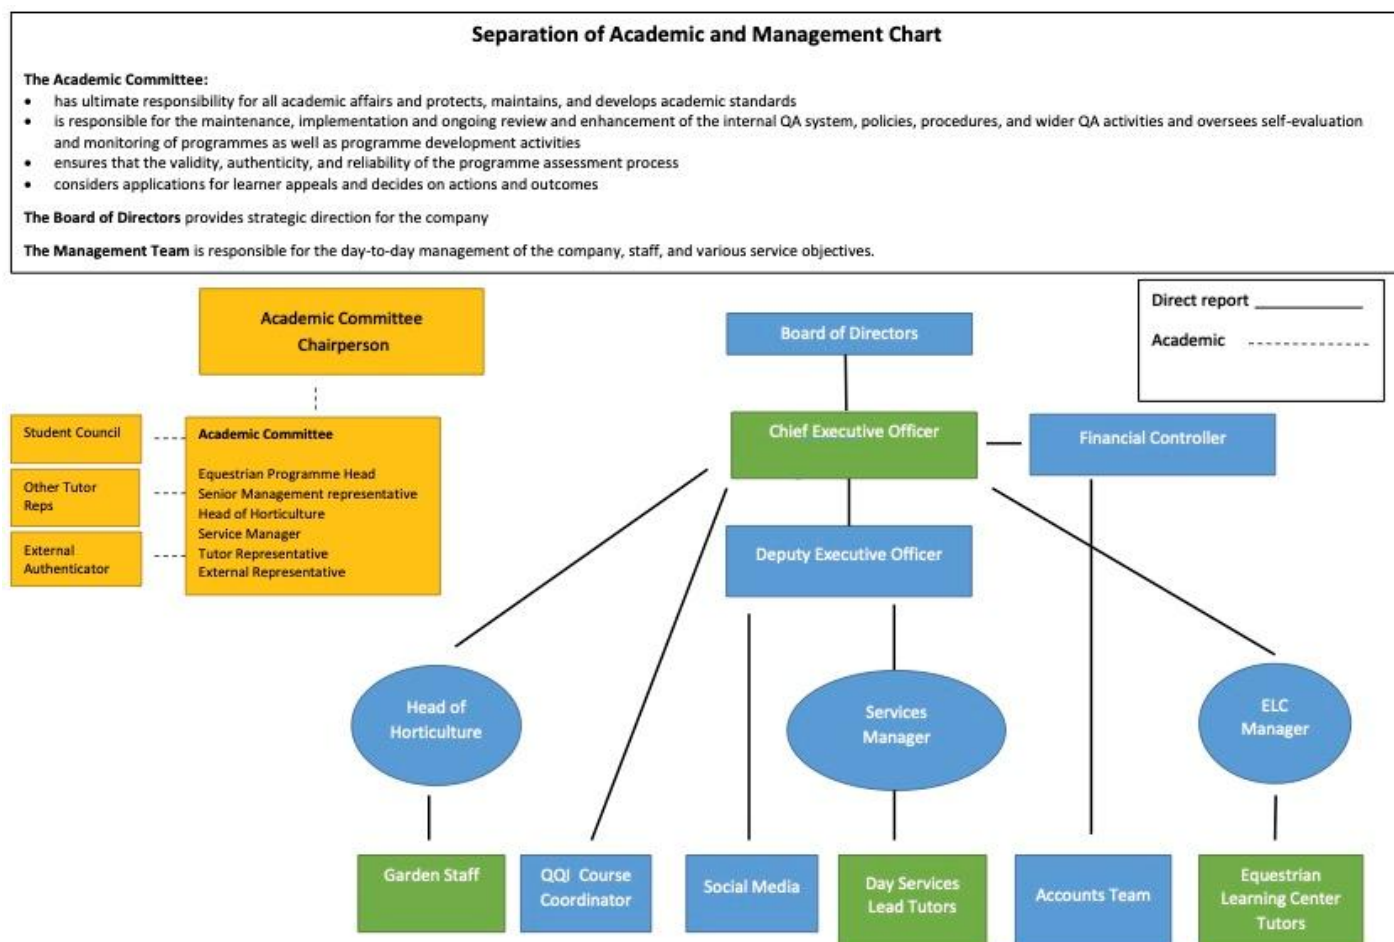 Separation of Academic and Management Chart
The Academic Committee:
• has ultimate responsibility for all academic affairs and protects, maintains, and develops academic standards
• is responsible for the maintenance, implementation and ongoing review and enhancement of the internal QA system, policies, procedures, and wider QA activities and oversees self-evaluation
and monitoring of programmes as well as programme development activities
• ensures that the validity, authenticity, and reliability of the programme assessment process
• considers applications for learner appeals and decides on actions and outcomes
The Board of Directors provides strategic direction for the company
The Management Team is responsible for the day-to-day management of the company, staff, and various service objectives.
Academic Committee
Chairperson
Board of Directors
Direct report
Academic
Student Council
Other Tutor
Reps
External
Authenticator
Academic Committee
Equestrian Programme Head
Senior Management representative
Head of Horticulture
Service Manager
Tutor Representative
External Representative
Chief Executive Officer
Financial Controller
Deputy Executive Officer
Head of
Horticulture
Services
Manager
ELC
Manager
Garden Staff
QQI Course
Coordinator
Social Media
Day Services
Lead Tutors
Accounts Team
Equestrian
Learning Center
Tutors